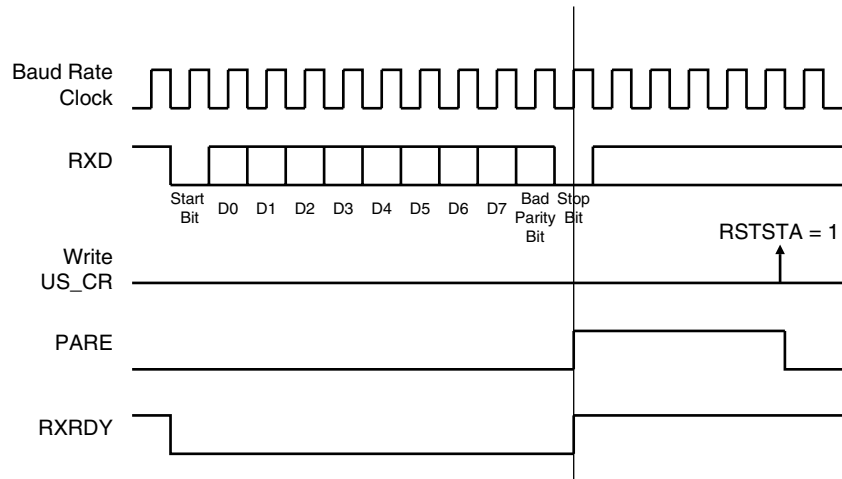 Baud Rate
Clock
RXD
Start
Bit
D0 D1 D2 D3 D4 D5 D6 D7
Bad
Parity
Bit
Stop
Bit
RSTSTA = 1
Write
US_CR
PARE
RXRDY